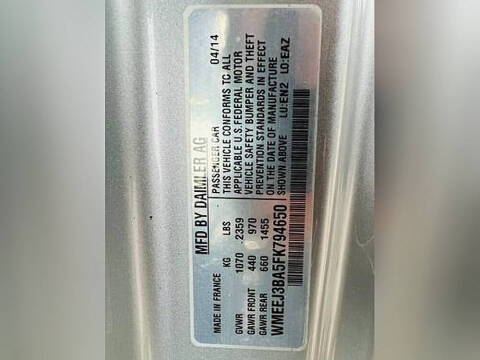 MFD BY DAIMLER AG
PASSENGER CAR 04/14
THIS VEHICLE CONFORMS TC ALL
APPLICABLE U.S. FEDERAL MOTOR
VEHICLE SAFETY BUMPER AND THEFT
PREVENTION STANDARDS IN EFFECT
ON THE DATE OF MANUFACTURE
SHOWN ABOVE LU:EN2 LO:EAZ
MADE IN FRANCE
KG LBS
GVWR 1070 2359
GAWR FRONT 440 970
GAWR REAR 660 1455
WMEEJ3BA5FK794650